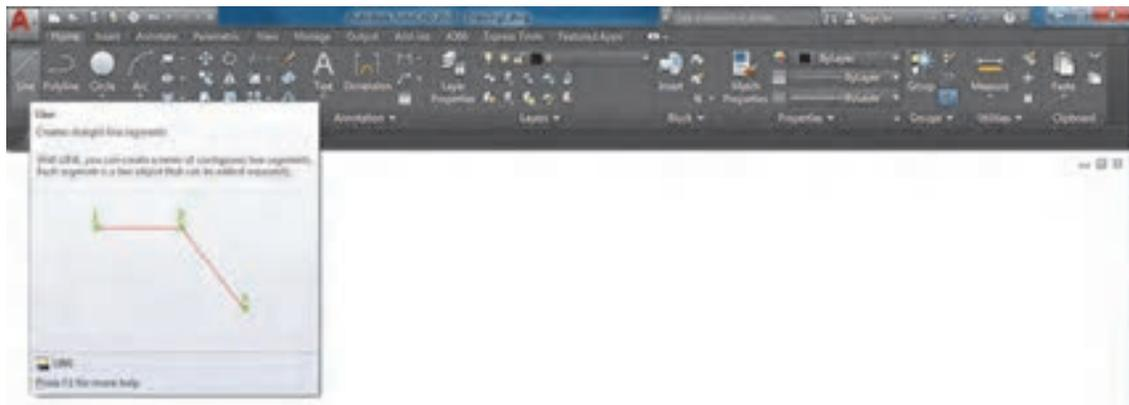 Home Insert Annotate Parametric View Manage Output Add-ins A360 Express Tools Featured Apps
Line Polyline Circle Arc Text Dimension Layer Properties Insert Match Properties ByLayer Group Measure Paste
Annotation Layers Block Properties Groups Utilities Clipboard
Line
Creates straight line segments
With LINE, you can create a series of contiguous line segments.
Each segment is a line object that can be edited separately.
1 2
3
LINE
Press F1 for more help